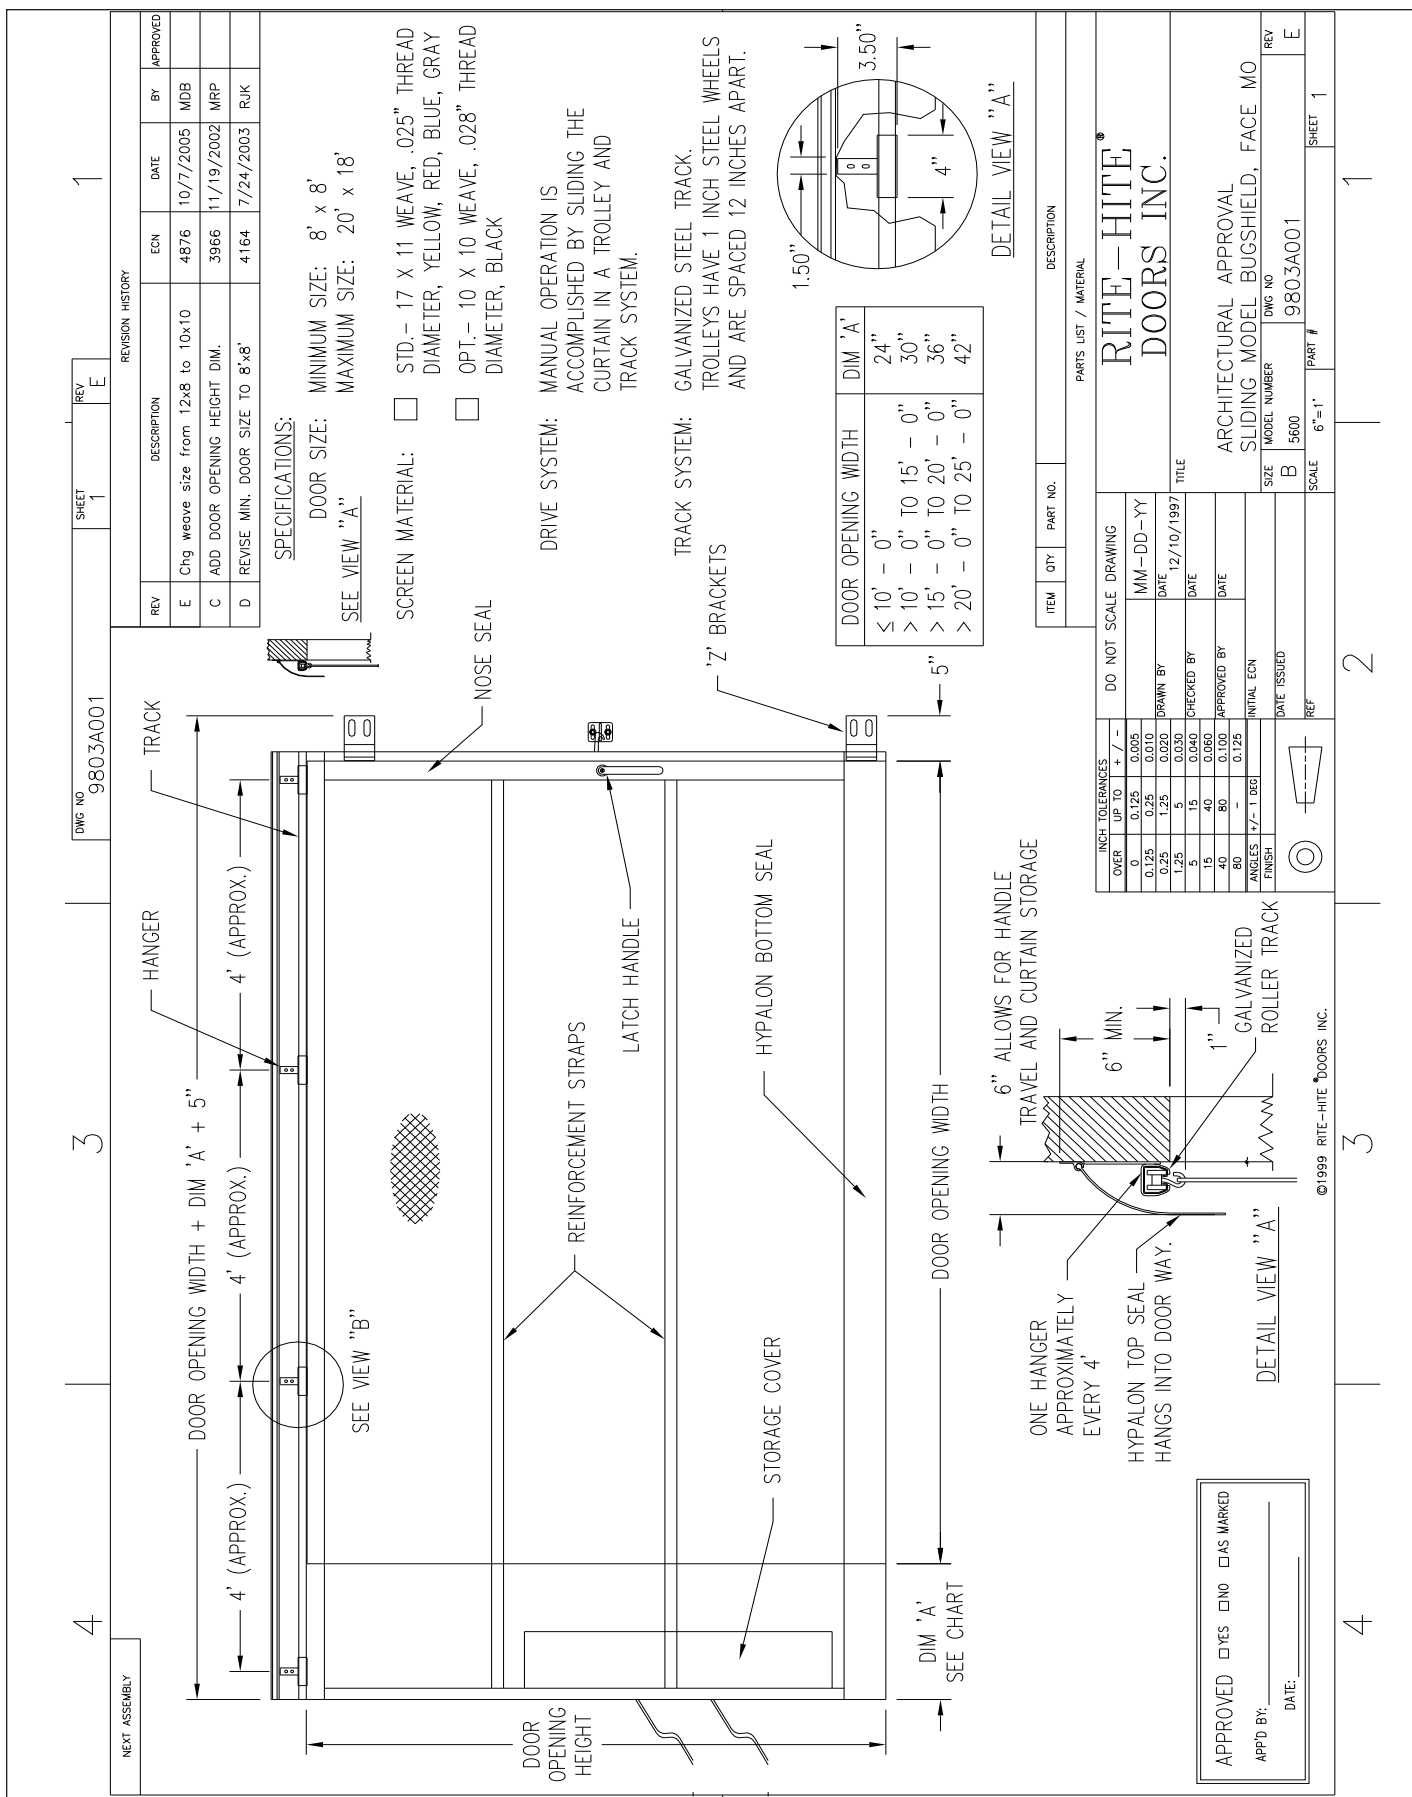 DWG NO
9803A001
SHEET
1
REV
E
4
3
1
NEXT ASSEMBLY
REVISION HISTORY
REV DESCRIPTION ECN DATE BY APPROVED
E Chg weave size from 12x8 to 10x10 4876 10/7/2005 MDB
C ADD DOOR OPENING HEIGHT DIM. 3966 11/19/2002 MRP
D REVISE MIN. DOOR SIZE TO 8'x8' 4164 7/24/2003 RJK
DOOR OPENING WIDTH + DIM 'A' + 5"
4' (APPROX.)
4' (APPROX.)
4' (APPROX.)
HANGER
TRACK
SEE VIEW "B"
NOSE SEAL
REINFORCEMENT STRAPS
LATCH HANDLE
'Z' BRACKETS
STORAGE COVER
HYPALON BOTTOM SEAL
DOOR
OPENING
HEIGHT
DIM 'A'
SEE CHART
DOOR OPENING WIDTH
5"
SPECIFICATIONS:
DOOR SIZE: MINIMUM SIZE: 8' x 8'
MAXIMUM SIZE: 20' x 18'
SEE VIEW "A"
SCREEN MATERIAL: STD.- 17 X 11 WEAVE, .025" THREAD
DIAMETER, YELLOW, RED, BLUE, GRAY
OPT.- 10 X 10 WEAVE, .028" THREAD
DIAMETER, BLACK
DRIVE SYSTEM: MANUAL OPERATION IS
ACCOMPLISHED BY SLIDING THE
CURTAIN IN A TROLLEY AND
TRACK SYSTEM.
TRACK SYSTEM: GALVANIZED STEEL TRACK.
TROLLEYS HAVE 1 INCH STEEL WHEELS
AND ARE SPACED 12 INCHES APART.
DOOR OPENING WIDTH DIM 'A'
≤ 10' - 0" 24"
> 10' - 0" TO 15' - 0" 30"
> 15' - 0" TO 20' - 0" 36"
> 20' - 0" TO 25' - 0" 42"
1.50"
3.50"
4"
DETAIL VIEW "A"
ONE HANGER
APPROXIMATELY
EVERY 4'
HYPALON TOP SEAL
HANGS INTO DOOR WAY.
6" ALLOWS FOR HANDLE
TRAVEL AND CURTAIN STORAGE
6" MIN.
1"
GALVANIZED
ROLLER TRACK
DETAIL VIEW "A"
©1999 RITE-HITE ® DOORS INC.
APPROVED □YES □NO □AS MARKED
APP'D BY:
DATE:
ITEM QTY PART NO. DESCRIPTION
PARTS LIST / MATERIAL
INCH TOLERANCES
OVER UP TO + / -
0 0.125 0.005
0.125 0.25 0.010
0.25 1.25 0.020
1.25 5 0.030
5 15 0.040
15 40 0.060
40 80 0.100
80 - 0.125
ANGLES +/- 1 DEG
FINISH
DO NOT SCALE DRAWING
MM-DD-YY
DRAWN BY DATE 12/10/1997
CHECKED BY DATE
APPROVED BY DATE
INITIAL ECN
DATE ISSUED
REF
RITE-HITE®
DOORS INC.
TITLE
ARCHITECTURAL APPROVAL
SLIDING MODEL BUGSHIELD, FACE MO
SIZE
B
MODEL NUMBER
5600
DWG NO
9803A001
REV
E
SCALE
6"=1'
PART #
SHEET 1
4
3
2
1